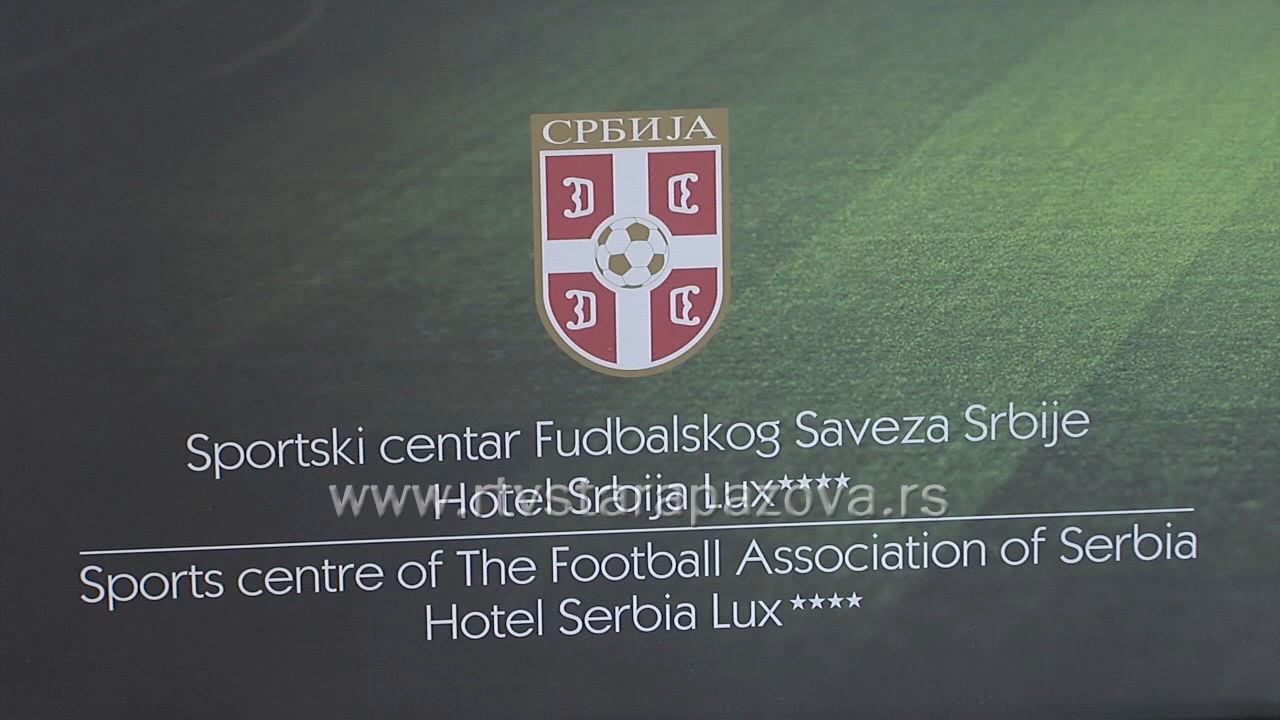 СРБИЈА
Sportski centar Fudbalskog Saveza Srbije
Hotel Srbija Lux****
www.rtvstarapazova.rs
Sports centre of The Football Association of Serbia
Hotel Serbia Lux****